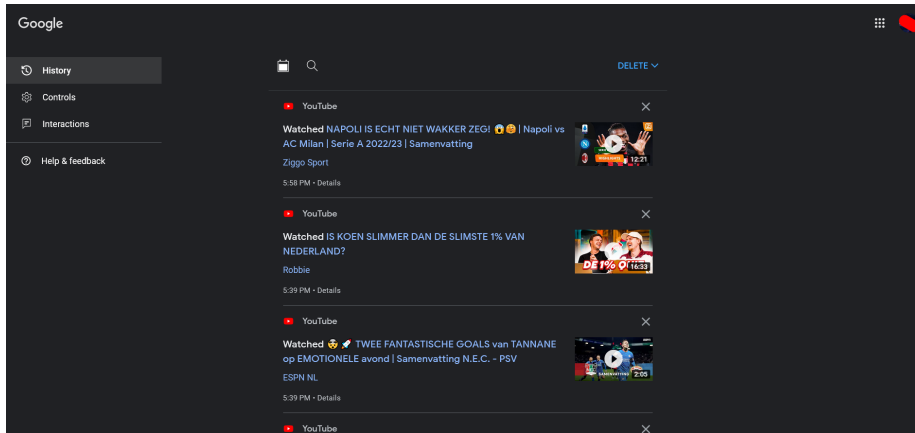 Google
History
Controls
Interactions
Help & feedback
DELETE
YouTube
Watched NAPOLI IS ECHT NIET WAKKER ZEG! 😱🥴 | Napoli vs
AC Milan | Serie A 2022/23 | Samenvatting
Ziggo Sport
5:58 PM • Details
12:21
YouTube
Watched IS KOEN SLIMMER DAN DE SLIMSTE 1% VAN
NEDERLAND?
Robbie
5:39 PM • Details
DE 1%
16:33
YouTube
Watched 🤯 🚀 TWEE FANTASTISCHE GOALS van TANNANE
op EMOTIONELE avond | Samenvatting N.E.C. - PSV
ESPN NL
5:39 PM • Details
SAMENVATTING
2:05
YouTube